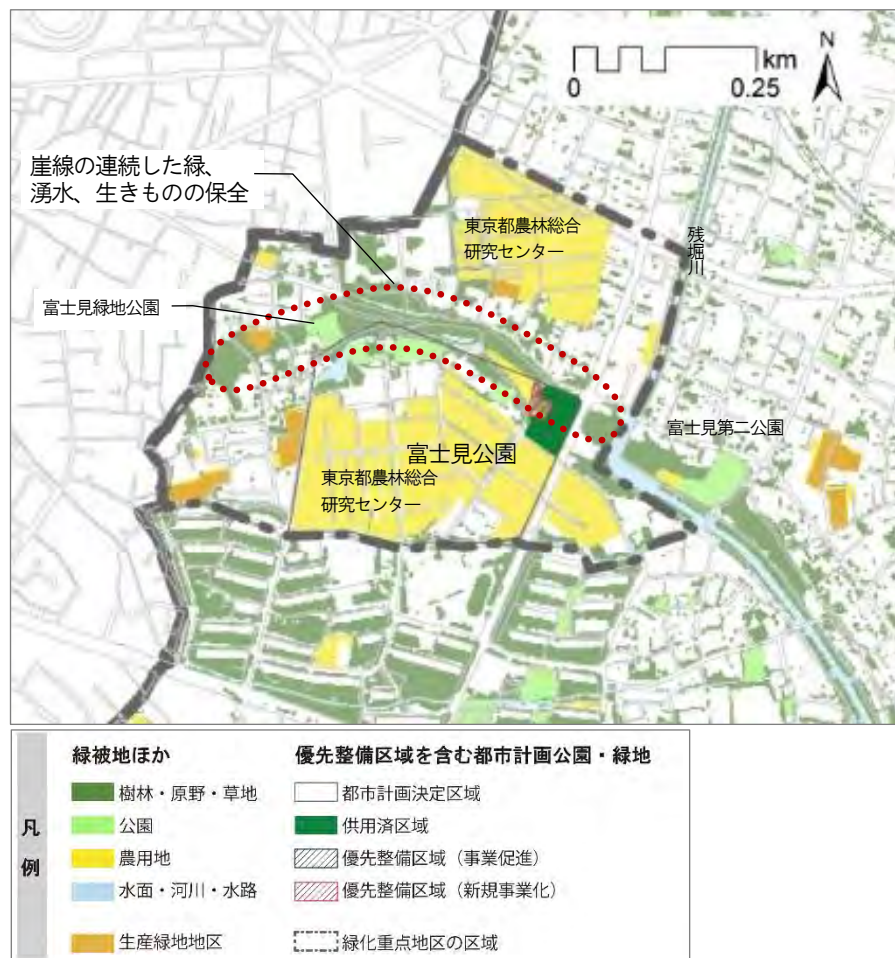 N
km
0
0.25
崖線の連続した緑、
湧水、生きものの保全
東京都農林総合
研究センター
残堀川
富士見緑地公園
富士見第二公園
富士見公園
東京都農林総合
研究センター
凡例
緑被地ほか
樹林・原野・草地
公園
農用地
水面・河川・水路
生産緑地地区
優先整備区域を含む都市計画公園・緑地
都市計画決定区域
供用済区域
優先整備区域（事業促進）
優先整備区域（新規事業化）
緑化重点地区の区域